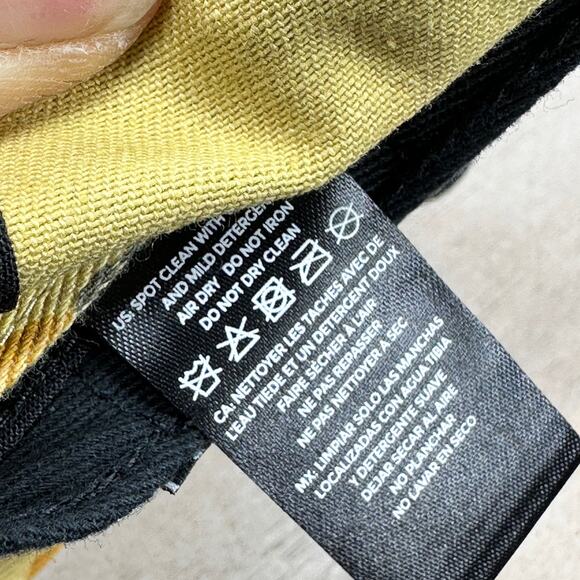 US: SPOT CLEAN WITH
AND MILD DETERGEN
AIR DRY DO NOT IRON
DO NOT DRY CLEAN
CA. NETTOYER LES TACHES AVEC DE
L'EAU TIEDE ET UN DETERGENT DOUX
FAIRE SÉCHER À L'AIR
NE PAS REPASSER
NE PAS NETTOYER A SEC.
MX. LIMPIAR SOLO LAS MANCHAS
LOCALIZADAS CON AGUA TIBIA
Y DETERGENTE SUAVE
DEJAR SECAR AL AIRE
NO PLANCHAR
NO LAVAR EN SECO